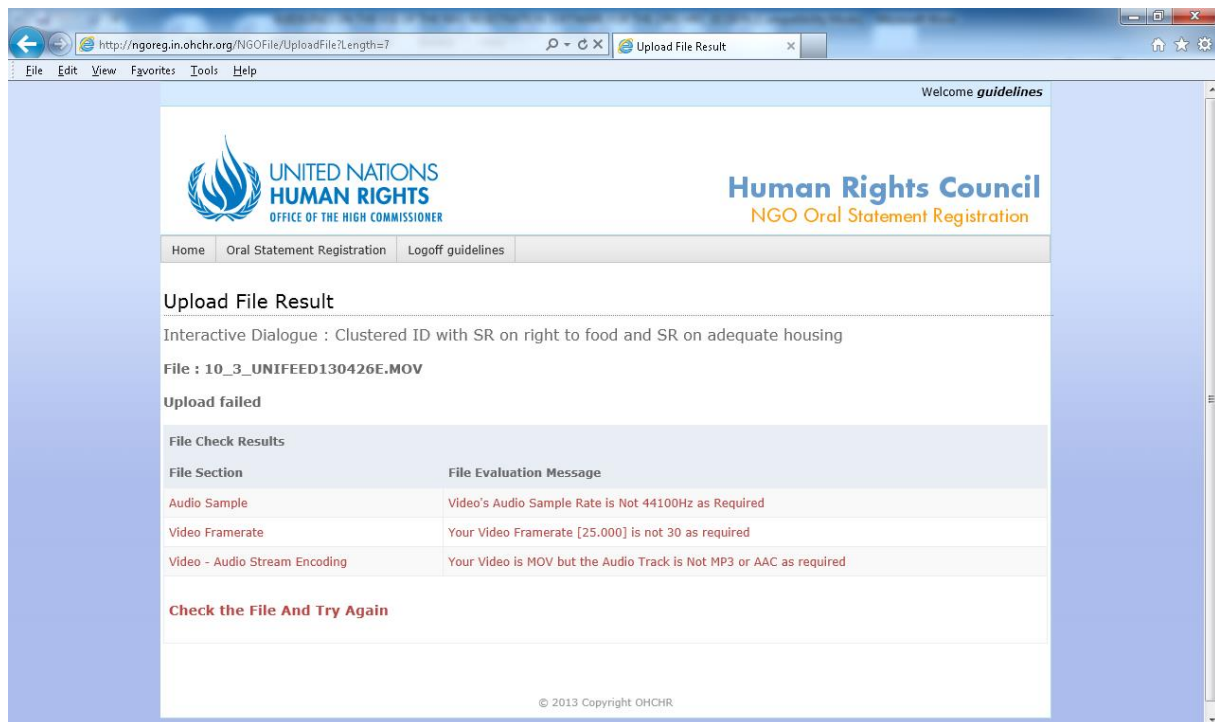 http://ngoreg.in.ohchr.org/NGOFile/UploadFile?Length=7
Upload File Result
File Edit View Favorites Tools Help
Welcome guidelines
UNITED NATIONS
HUMAN RIGHTS
OFFICE OF THE HIGH COMMISSIONER
Human Rights Council
NGO Oral Statement Registration
Home Oral Statement Registration Logoff guidelines
Upload File Result
Interactive Dialogue : Clustered ID with SR on right to food and SR on adequate housing
File : 10_3_UNIFEED130426E.MOV
Upload failed
File Check Results
File Section File Evaluation Message
Audio Sample Video's Audio Sample Rate is Not 44100Hz as Required
Video Framerate Your Video Framerate [25.000] is not 30 as required
Video - Audio Stream Encoding Your Video is MOV but the Audio Track is Not MP3 or AAC as required
Check the File And Try Again
© 2013 Copyright OHCHR